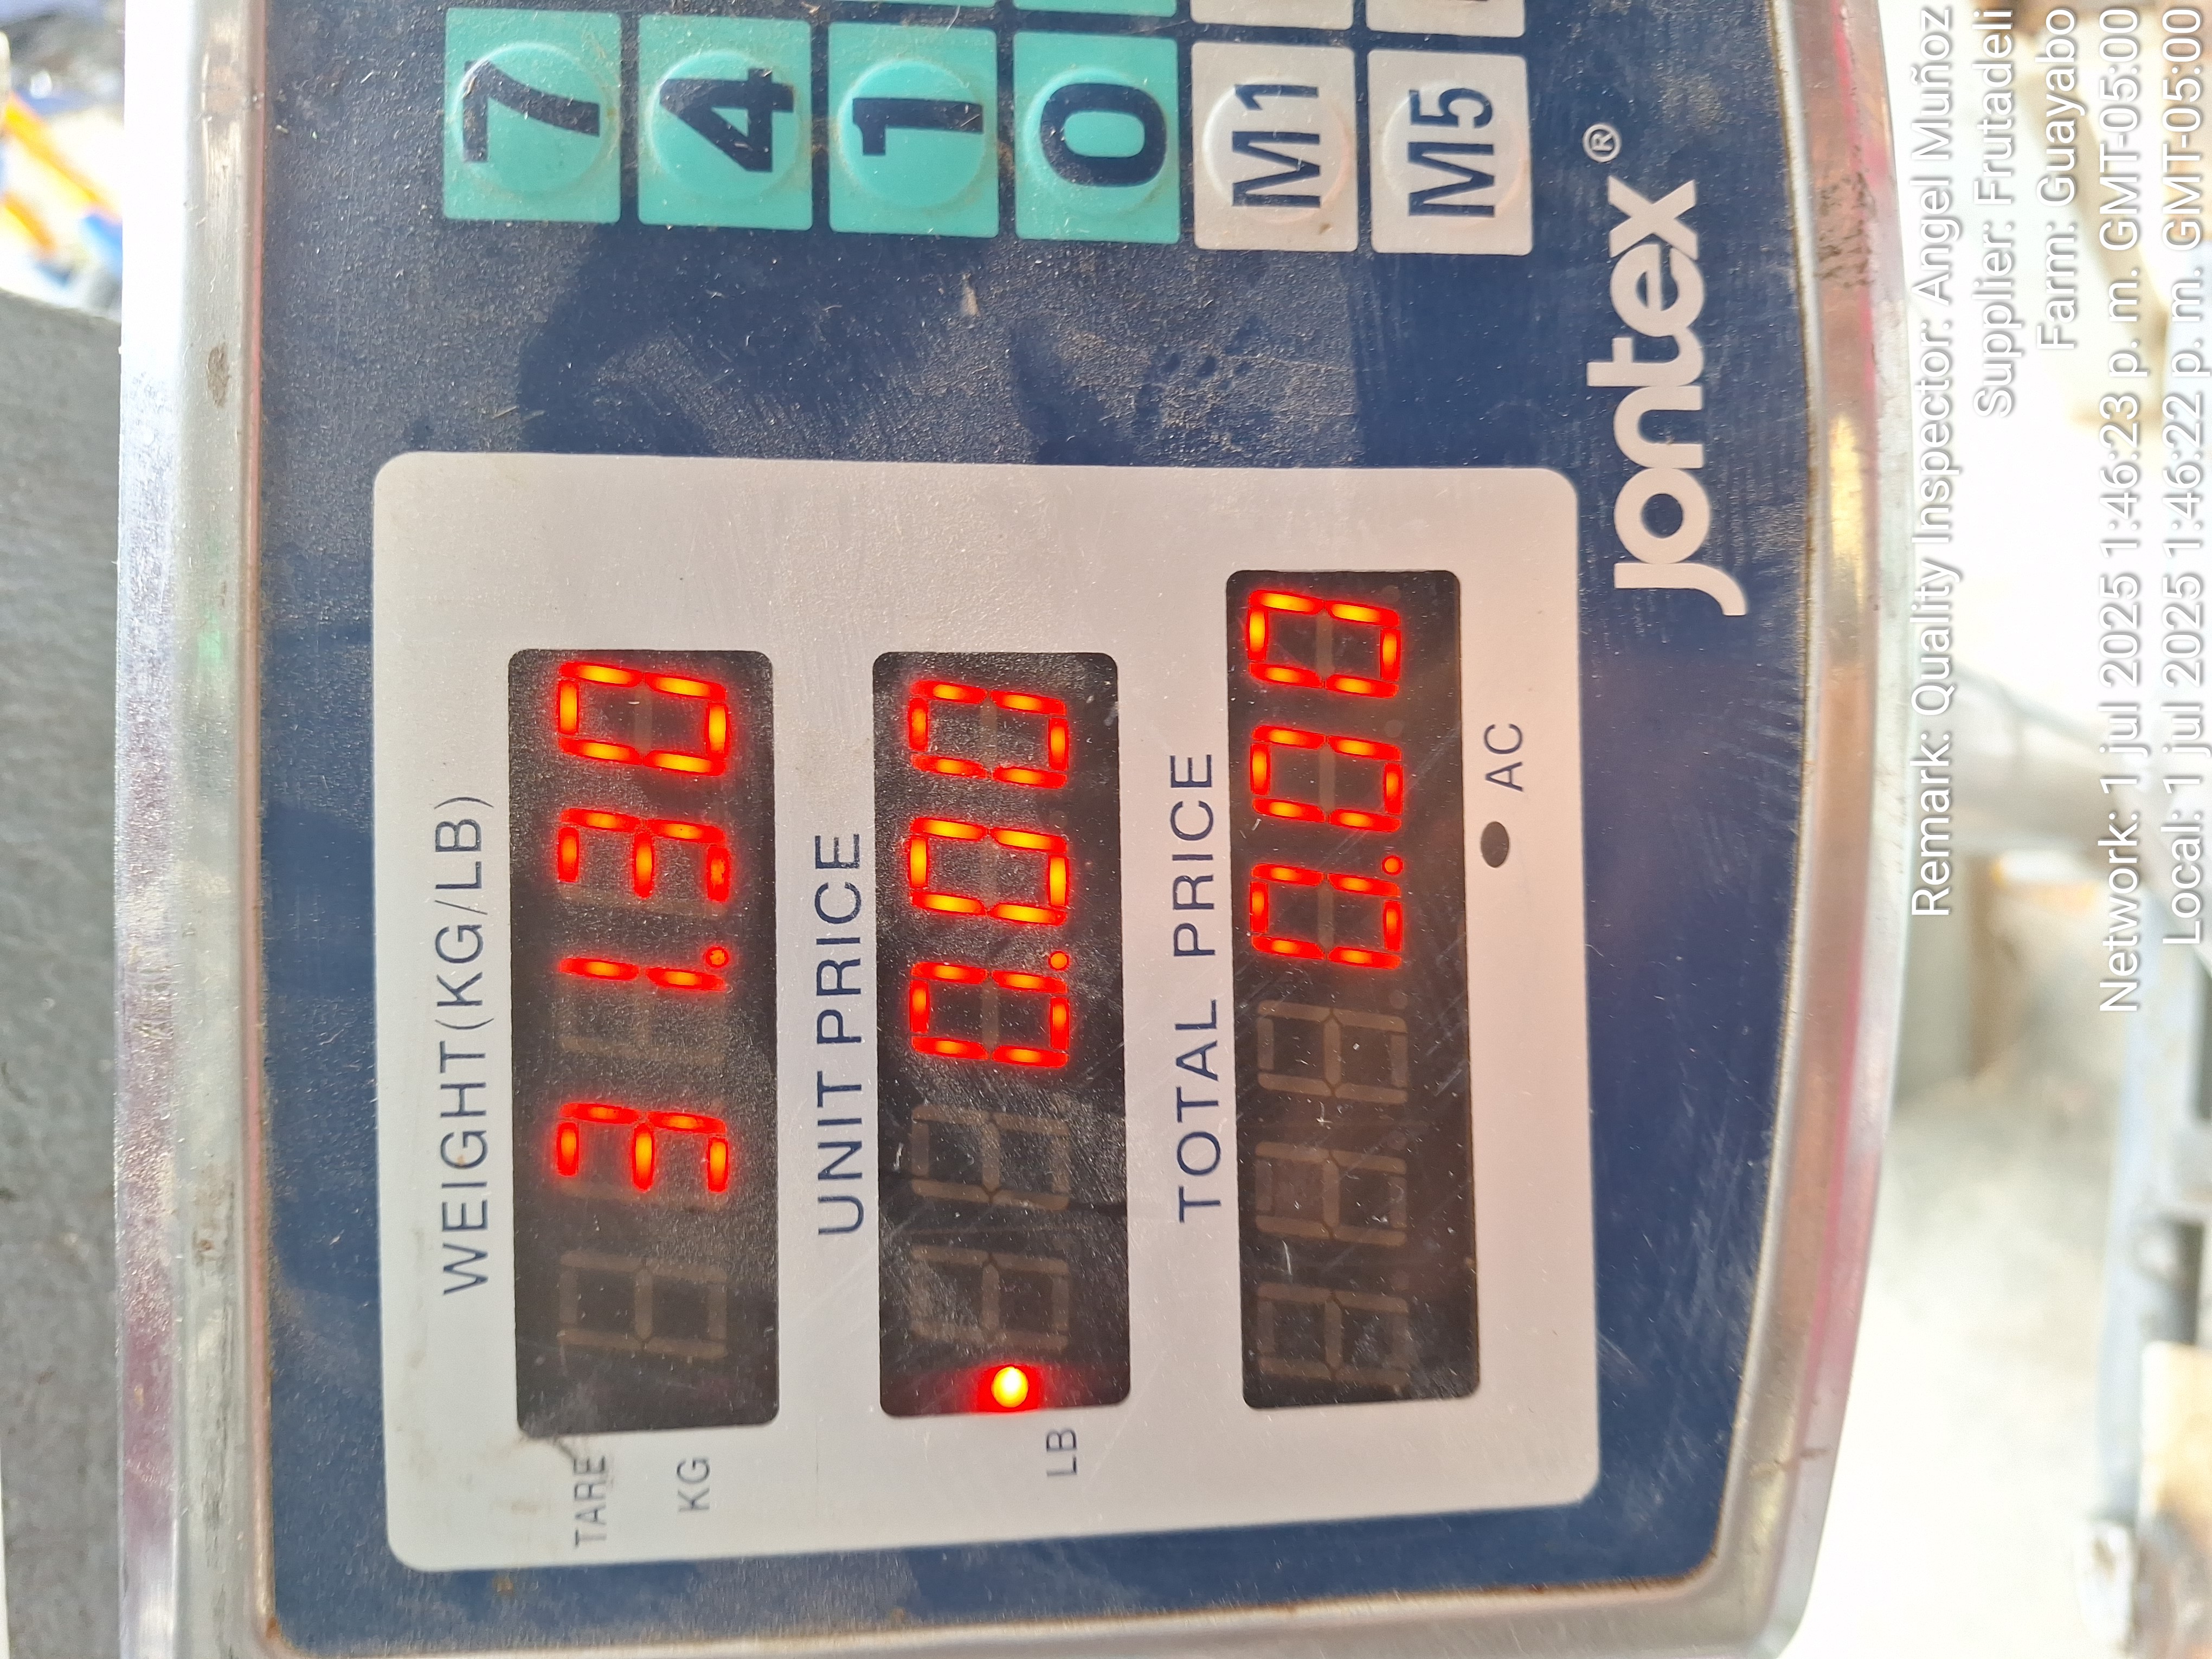 WEIGHT(KG/LB)
TARE
KG
31.30
UNIT PRICE
0.00
LB
TOTAL PRICE
0.00
AC
7
4
1
0
M1
M5
jontex®
Remark: Quality Inspector: Angel Muñoz
Supplier: Frutadeli
Farm: Guayabo
Network: 1 jul 2025 1:46:23 p. m. GMT-05:00
Local: 1 jul 2025 1:46:22 p. m. GMT-05:00